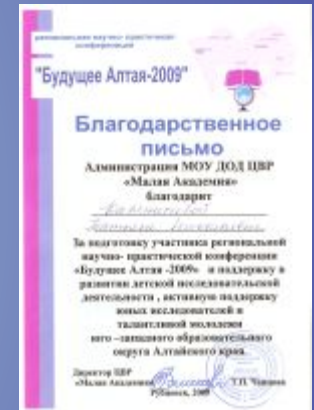 региональная научно-практическая
конференция
"Будущее Алтая-2009"
Благодарственное
письмо
Администрация МОУ ДОД ЦВР
«Малая Академия»
благодарит
За подготовку участника региональной
научно- практической конференции
«Будущее Алтая -2009» и поддержку в
развитии детской исследовательской
деятельности , активную поддержку
юных исследователей и
талантливой молодежи
юго –западного образовательного
округа Алтайского края.
Директор ЦВР
«Малая Академия»
Рубцовск, 2009